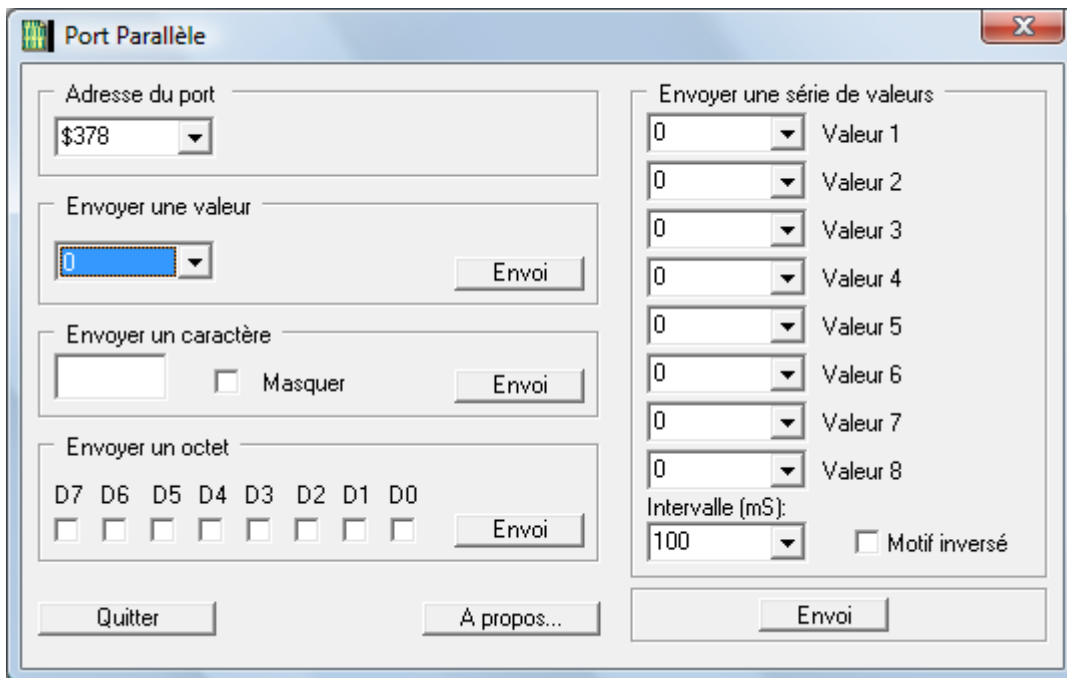 Port Parallèle
Adresse du port
$378
Envoyer une valeur
0
Envoi
Envoyer un caractère
Masquer
Envoi
Envoyer un octet
D7 D6 D5 D4 D3 D2 D1 D0
Envoi
Quitter
A propos...
Envoyer une série de valeurs
0 Valeur 1
0 Valeur 2
0 Valeur 3
0 Valeur 4
0 Valeur 5
0 Valeur 6
0 Valeur 7
0 Valeur 8
Intervalle (mS):
100
Motif inversé
Envoi